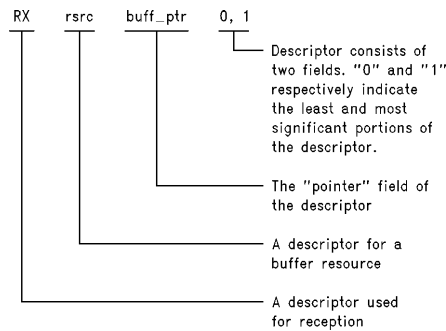 RX rsrc buff_ptr 0, 1
Descriptor consists of
two fields. "0" and "1"
respectively indicate
the least and most
significant portions of
the descriptor.
The "pointer" field of
the descriptor
A descriptor for a
buffer resource
A descriptor used
for reception